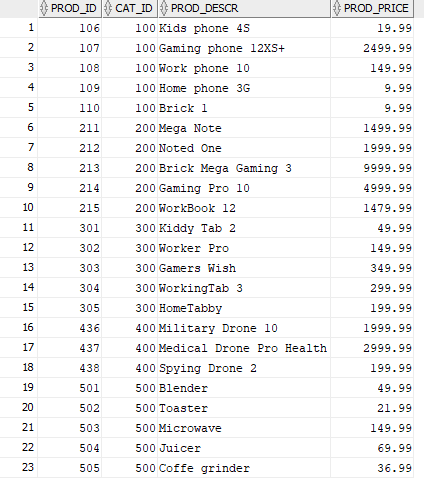 PROD_ID CAT_ID PROD_DESCR PROD_PRICE
1 106 100 Kids phone 4S 19.99
2 107 100 Gaming phone 12XS+ 2499.99
3 108 100 Work phone 10 149.99
4 109 100 Home phone 3G 9.99
5 110 100 Brick 1 9.99
6 211 200 Mega Note 1499.99
7 212 200 Noted One 1999.99
8 213 200 Brick Mega Gaming 3 9999.99
9 214 200 Gaming Pro 10 4999.99
10 215 200 WorkBook 12 1479.99
11 301 300 Kiddy Tab 2 49.99
12 302 300 Worker Pro 149.99
13 303 300 Gamers Wish 349.99
14 304 300 WorkingTab 3 299.99
15 305 300 HomeTabby 199.99
16 436 400 Military Drone 10 1999.99
17 437 400 Medical Drone Pro Health 2999.99
18 438 400 Spying Drone 2 199.99
19 501 500 Blender 49.99
20 502 500 Toaster 21.99
21 503 500 Microwave 149.99
22 504 500 Juicer 69.99
23 505 500 Coffe grinder 36.99